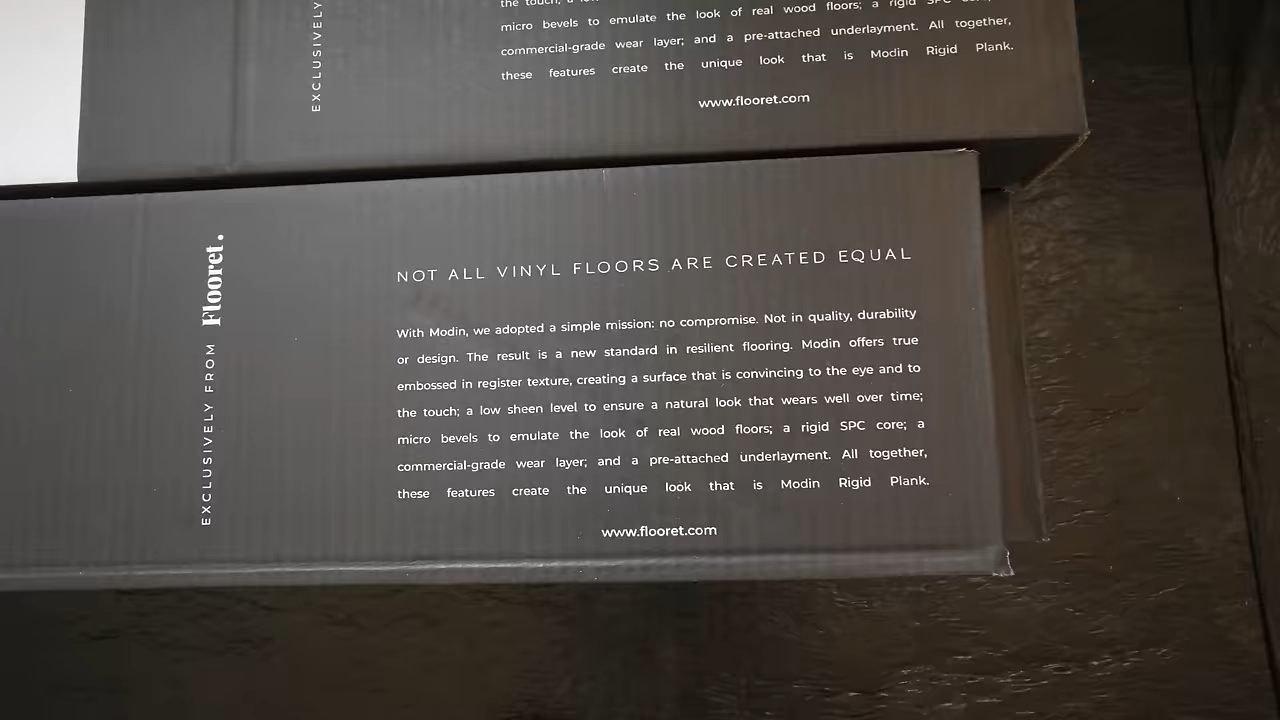 the touch; a
micro bevels to emulate the look of real wood floors; a rigid SPC
commercial-grade wear layer; and a pre-attached underlayment. All together,
these features create the unique look that is Modin Rigid Plank.
www.flooret.com
EXCLUSIVELY
NOT ALL VINYL FLOORS ARE CREATED EQUAL
With Modin, we adopted a simple mission: no compromise. Not in quality, durability
or design. The result is a new standard in resilient flooring. Modin offers true
embossed in register texture, creating a surface that is convincing to the eye and to
the touch; a low sheen level to ensure a natural look that wears well over time;
micro bevels to emulate the look of real wood floors; a rigid SPC core; a
commercial-grade wear layer; and a pre-attached underlayment. All together,
these features create the unique look that is Modin Rigid Plank.
www.flooret.com
EXCLUSIVELY FROM Flooret.